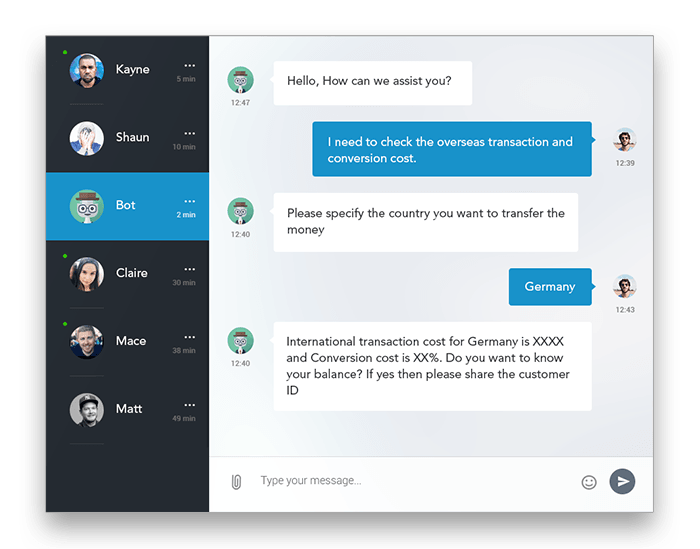 Kayne
5 min
Shaun
10 min
Bot
2 min
Claire
30 min
Mace
38 min
Matt
49 min
Hello, How can we assist you?
12:47
I need to check the overseas transaction and
conversion cost.
12:39
Please specify the country you want to transfer the
money
12:40
Germany
12:43
International transaction cost for Germany is XXXX
and Conversion cost is XX%. Do you want to know
your balance? If yes then please share the customer
ID
12:40
Type your message...